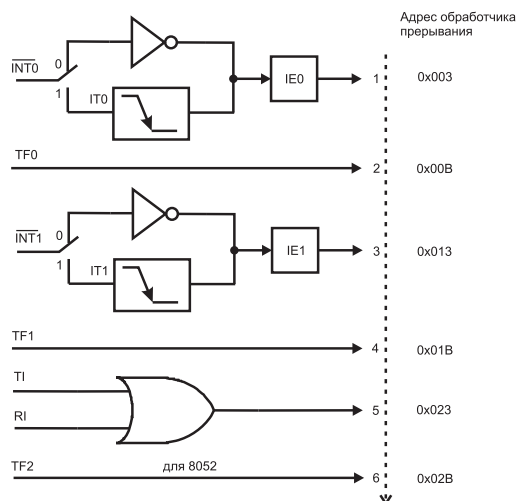 Адрес обработчика
прерывания
INT0
0
1
IT0
IE0
1
0x003
TF0
2
0x00B
INT1
0
1
IT1
IE1
3
0x013
TF1
4
0x01B
TI
RI
5
0x023
TF2
для 8052
6
0x02B